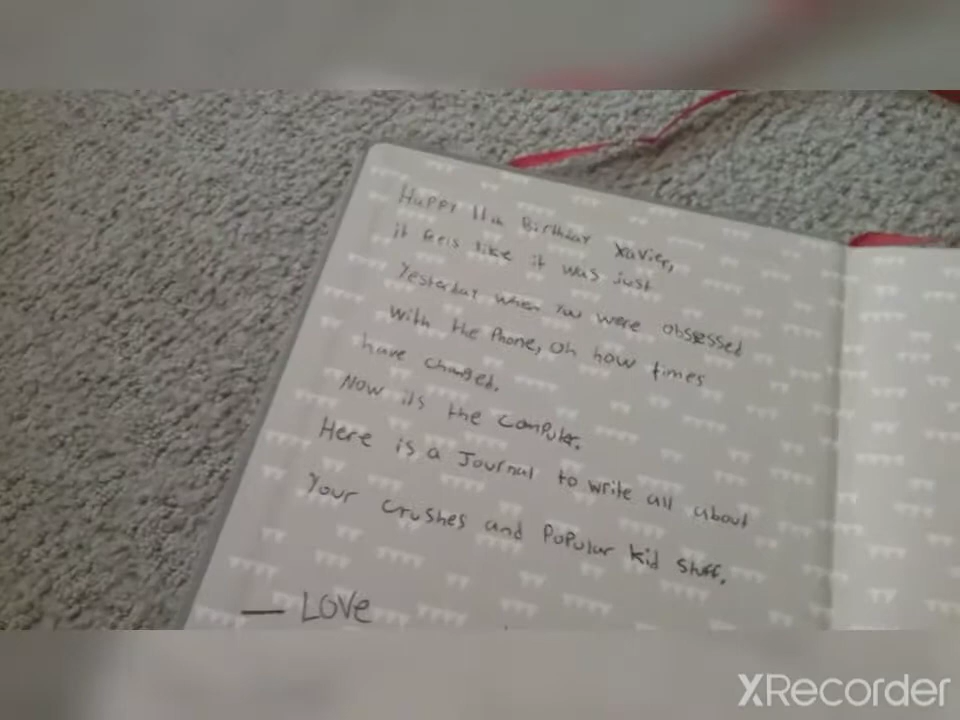 Happy 11th Birthday Xavier,
it feels like it was just
Yesterday when you were obsessed
with the Phone, oh how times
have changed.
Now its the computer.
Here is a Journal to write all about
Your crushes and Popular kid stuff.
— LOVE
XRecorder